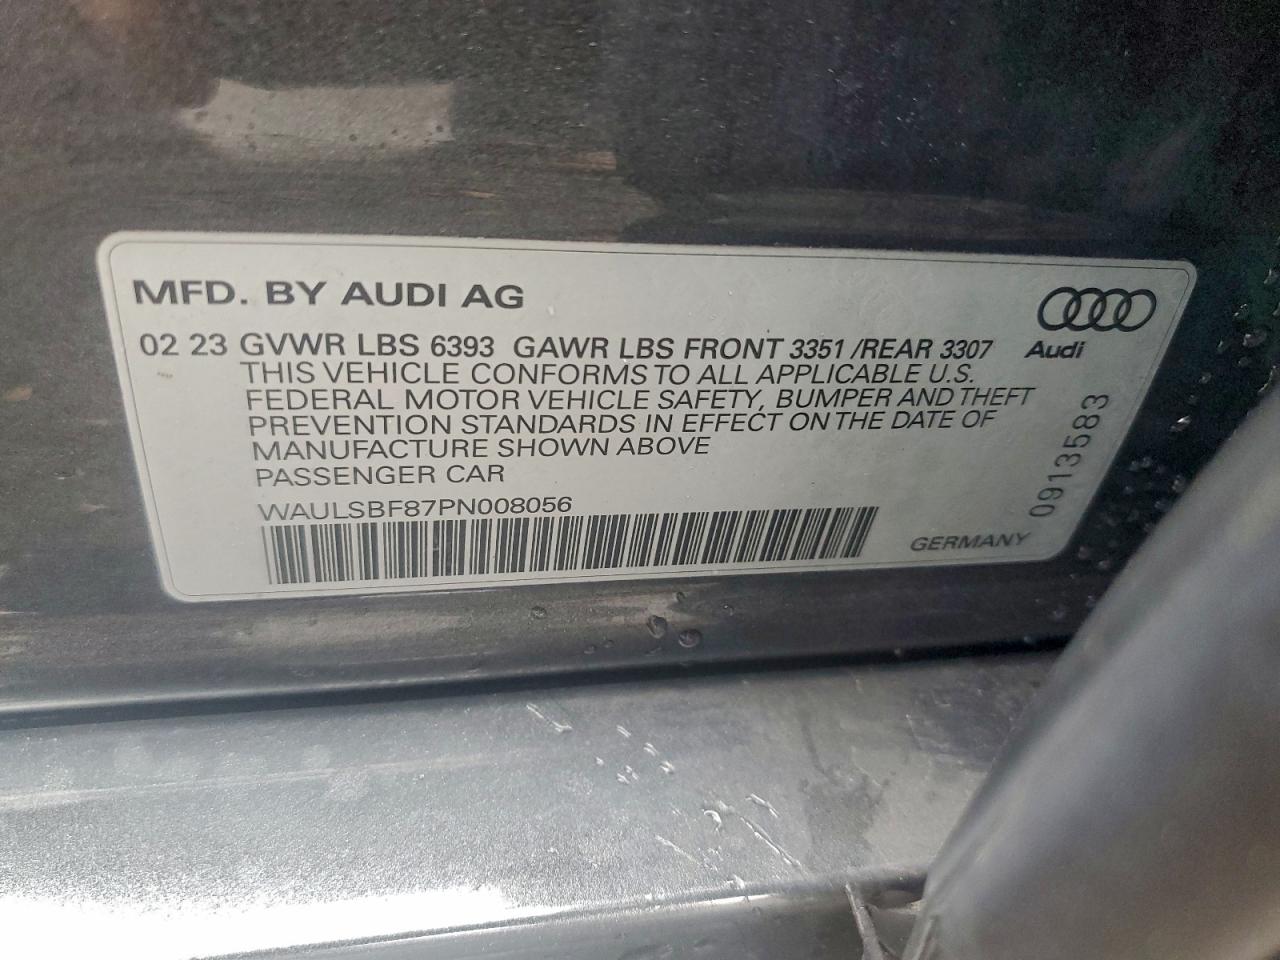 MFD. BY AUDI AG
02 23 GVWR LBS 6393 GAWR LBS FRONT 3351 /REAR 3307
THIS VEHICLE CONFORMS TO ALL APPLICABLE U.S.
FEDERAL MOTOR VEHICLE SAFETY, BUMPER AND THEFT
PREVENTION STANDARDS IN EFFECT ON THE DATE OF
MANUFACTURE SHOWN ABOVE
PASSENGER CAR
WAULSBF87PN008056
GERMANY
Audi
0913583